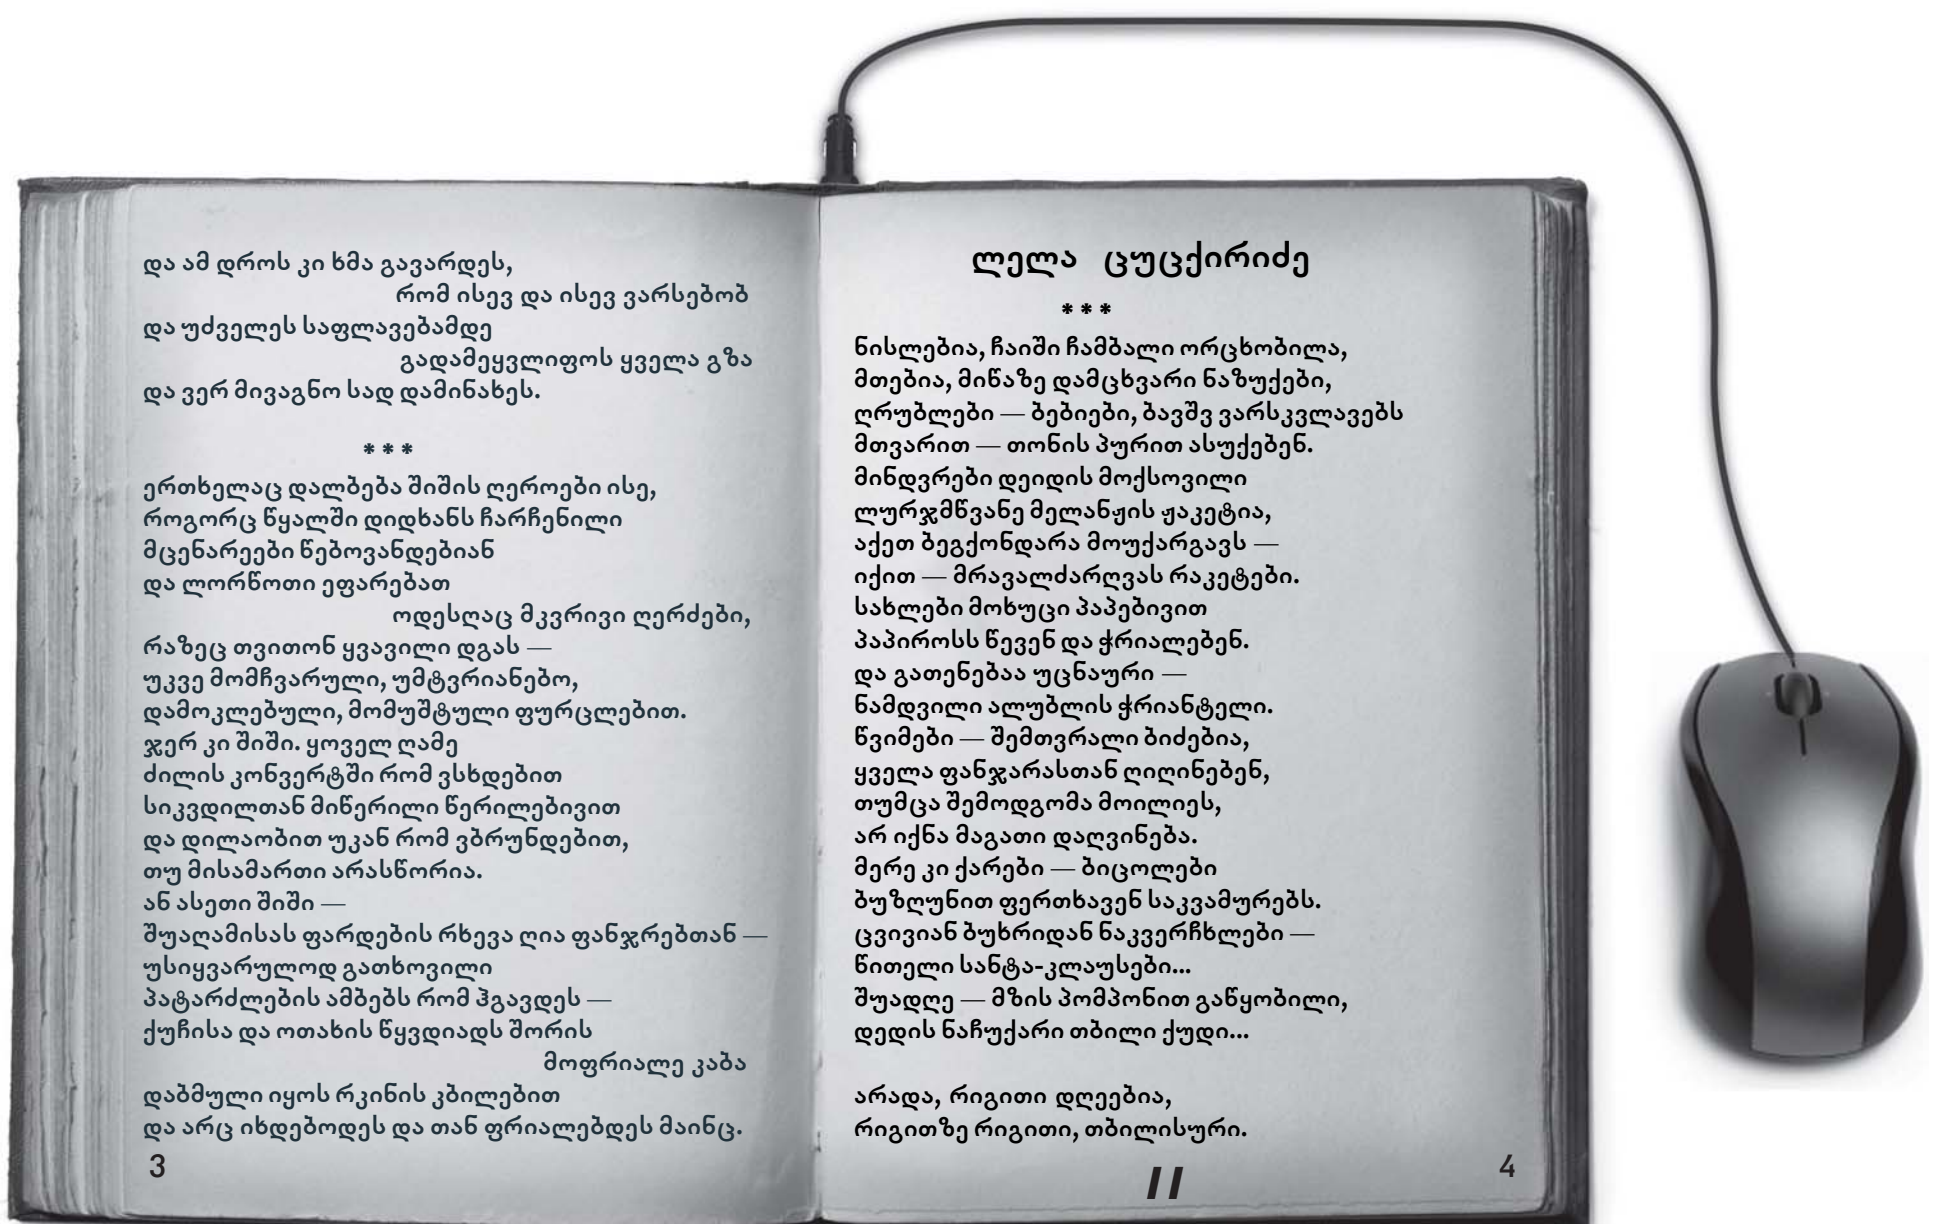 და ამ დროს კი ხმა გავარდეს,
რომ ისევ და ისევ ვარსებობ
და უძველეს საფლავებამდე
გადამეყვლიფოს ყველა გზა
და ვერ მივაგნო სად დამინახეს.
* * *
ერთხელაც დალბება შიშის ღეროები ისე,
როგორც წყალში დიდხანს ჩარჩენილი
მცენარეები წებოვანდებიან
და ლორწოთი ეფარებათ
ოდესღაც მკვრივი ღერძები,
რაზეც თვითონ ყვავილი დგას —
უკვე მომჩვარული, უმტვრიანებო,
დამოკლებული, მომუშტული ფურცლებით.
ჯერ კი შიში. ყოველ ღამე
ძილის კონვერტში რომ ვსხდებით
სიკვდილთან მიწერილი წერილებივით
და დილაობით უკან რომ ვბრუნდებით,
თუ მისამართი არასწორია.
ან ასეთი შიში —
შუაღამისას ფარდების რხევა ღია ფანჯრებთან —
უსიყვარულოდ გათხოვილი
პატარძლების ამბებს რომ ჰგავდეს —
ქუჩისა და ოთახის წყვდიადს შორის
მოფრიალე კაბა
დაბმული იყოს რკინის კბილებით
და არც იხდებოდეს და თან ფრიალებდეს მაინც.
3
ლელა ცუცქირიძე
* * *
ნისლებია, ჩაიში ჩამბალი ორცხობილა,
მთებია, მიწაზე დამცხვარი ნაზუქები,
ღრუბლები — ბებიები, ბავშვ ვარსკვლავებს
მთვარით — თონის პურით ასუქებენ.
მინდვრები დეიდის მოქსოვილი
ლურჯმწვანე მელანჟის ჟაკეტია,
აქეთ ბეგქონდარა მოუქარგავს —
იქით — მრავალძარღვას რაკეტები.
სახლები მოხუცი პაპებივით
პაპიროსს წევენ და ჭრიალებენ.
და გათენებაა უცნაური —
ნამდვილი ალუბლის ჭრიანტელი.
წვიმები — შემთვრალი ბიძებია,
ყველა ფანჯარასთან ღიღინებენ,
თუმცა შემოდგომა მოილიეს,
არ იქნა მაგათი დაღვინება.
მერე კი ქარები — ბიცოლები
ბუზღუნით ფერთხავენ საკვამურებს.
ცვივიან ბუხრიდან ნაკვერჩხლები —
წითელი სანტა-კლაუსები...
შუადღე — მზის პომპონით გაწყობილი,
დედის ნაჩუქარი თბილი ქუდი...
არადა, რიგითი დღეებია,
რიგითზე რიგითი, თბილისური.
II
4